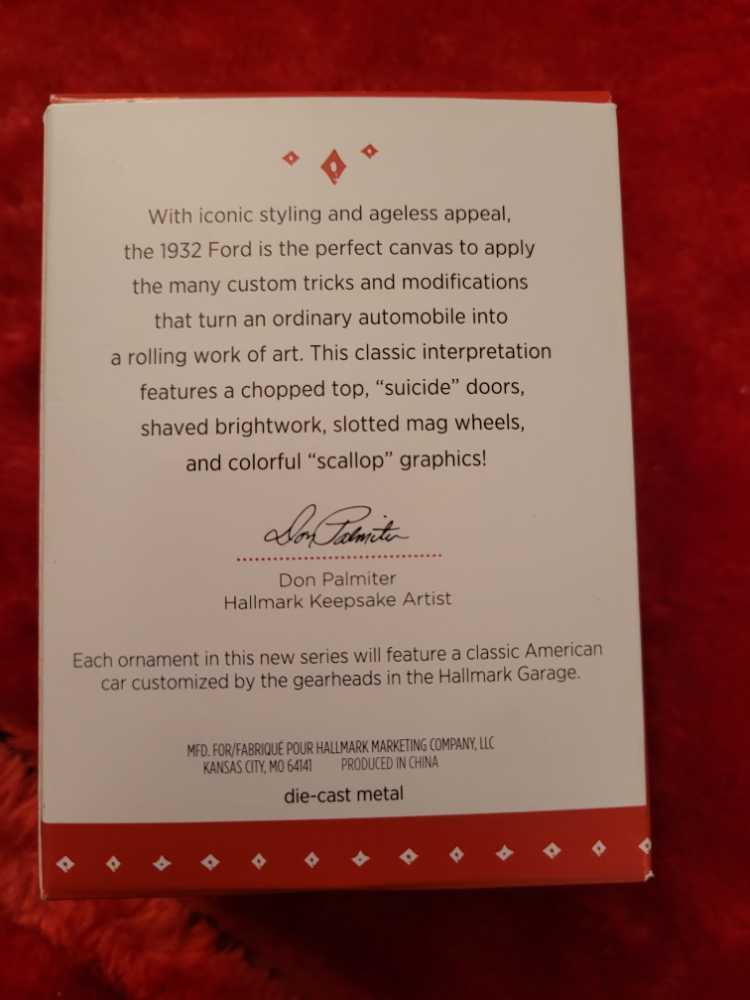 With iconic styling and ageless appeal,
the 1932 Ford is the perfect canvas to apply
the many custom tricks and modifications
that turn an ordinary automobile into
a rolling work of art. This classic interpretation
features a chopped top, “suicide” doors,
shaved brightwork, slotted mag wheels,
and colorful “scallop” graphics!
Don Palmiter
Don Palmiter
Hallmark Keepsake Artist
Each ornament in this new series will feature a classic American
car customized by the gearheads in the Hallmark Garage.
MFD. FOR/FABRIQUÉ POUR HALLMARK MARKETING COMPANY, LLC
KANSAS CITY, MO 64141 PRODUCED IN CHINA
die-cast metal